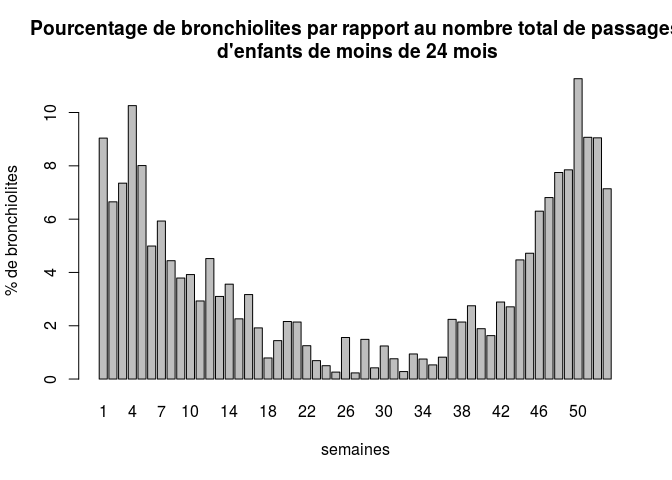 Pourcentage de bronchiolites par rapport au nombre total de passages
d'enfants de moins de 24 mois
% de bronchiolites
10
8
6
4
2
0
1 4 7 10 14 18 22 26 30 34 38 42 46 50
semaines